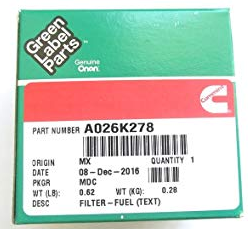 Green
Label
Parts
Genuine
Onan
Cummins
PART NUMBER A026K278
ORIGIN MX QUANTITY 1
DATE 08-Dec-2016
PKGR MDC
WT (LB): 0.62 WT (KG): 0.28
DESC FILTER-FUEL (TEXT)